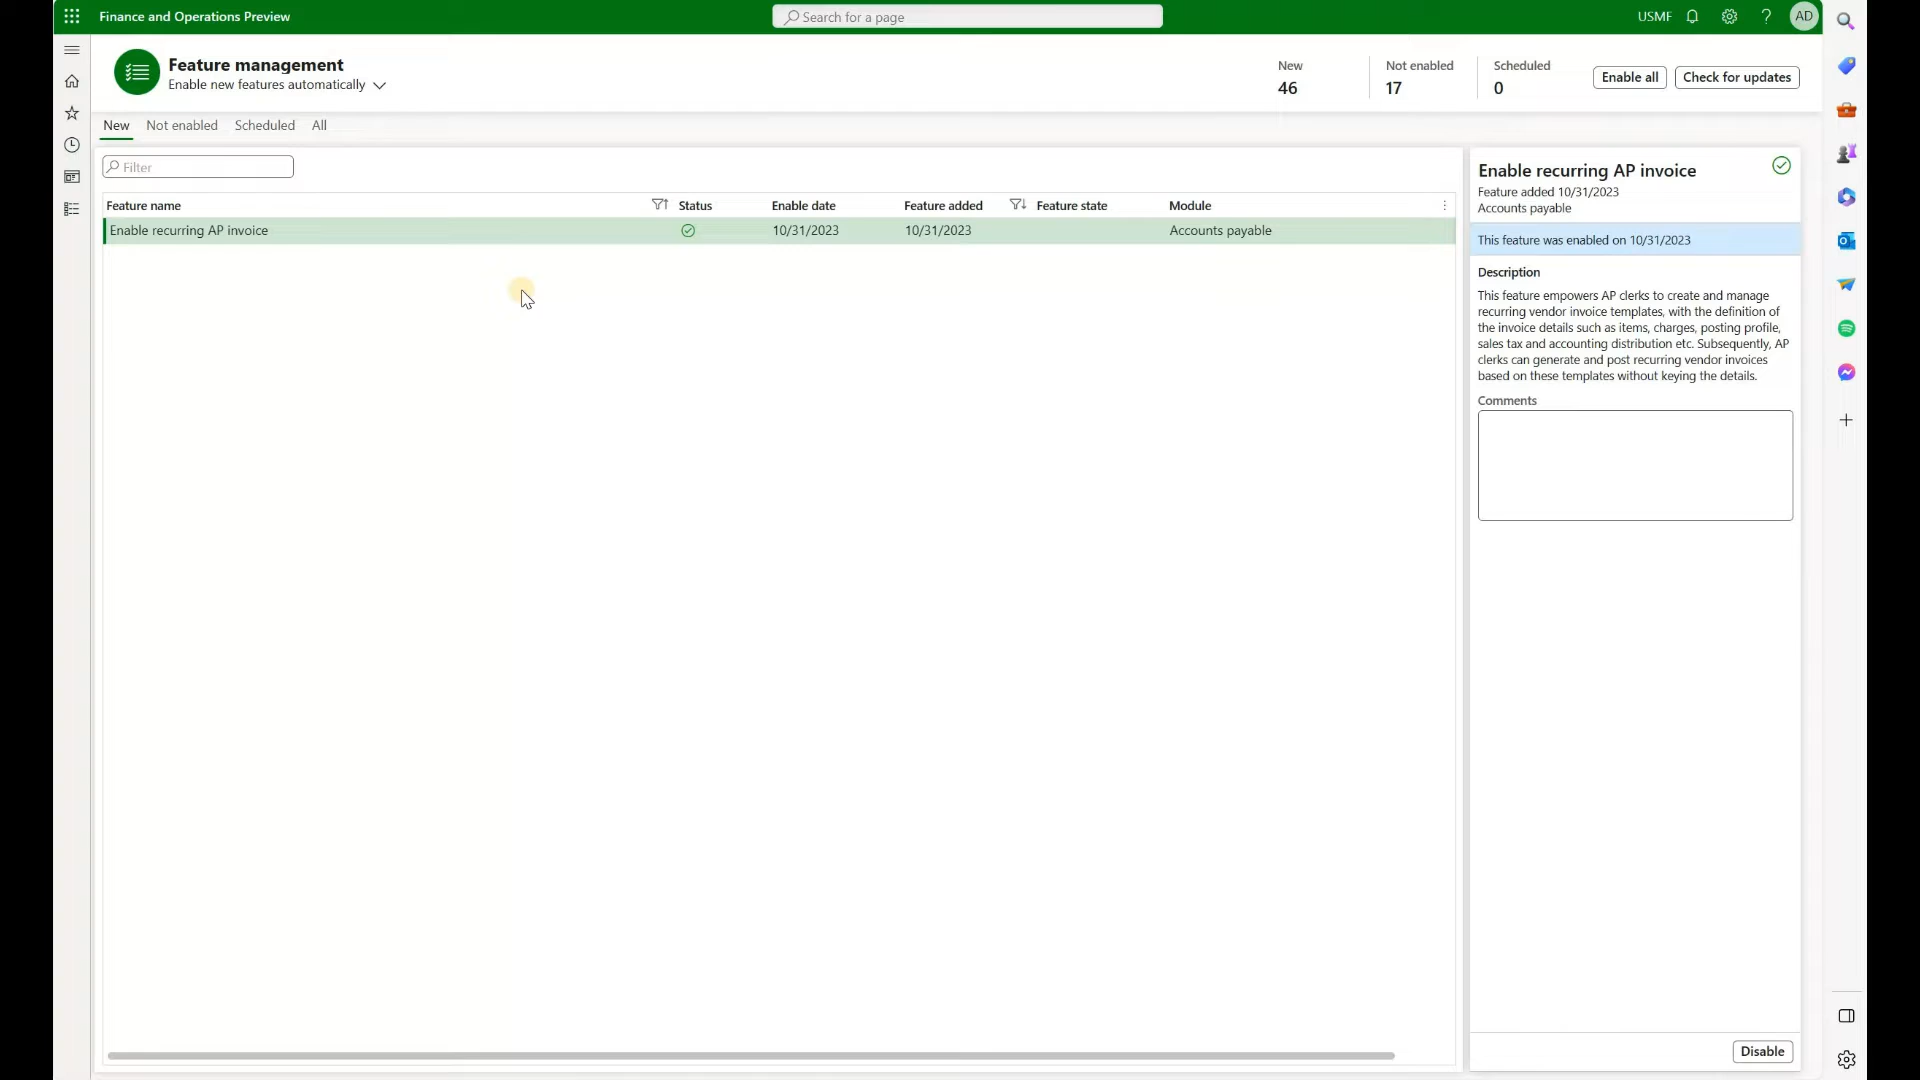 Finance and Operations Preview
Search for a page
USMF
?
AD
Feature management
Enable new features automatically
New
46
Not enabled
17
Scheduled
0
Enable all
Check for updates
New
Not enabled
Scheduled
All
Filter
Feature name
Status
Enable date
Feature added
Feature state
Module
Enable recurring AP invoice
10/31/2023
10/31/2023
Accounts payable
Enable recurring AP invoice
Feature added 10/31/2023
Accounts payable
This feature was enabled on 10/31/2023
Description
This feature empowers AP clerks to create and manage
recurring vendor invoice templates, with the definition of
the invoice details such as items, charges, posting profile,
sales tax and accounting distribution etc. Subsequently, AP
clerks can generate and post recurring vendor invoices
based on these templates without keying the details.
Comments
Disable